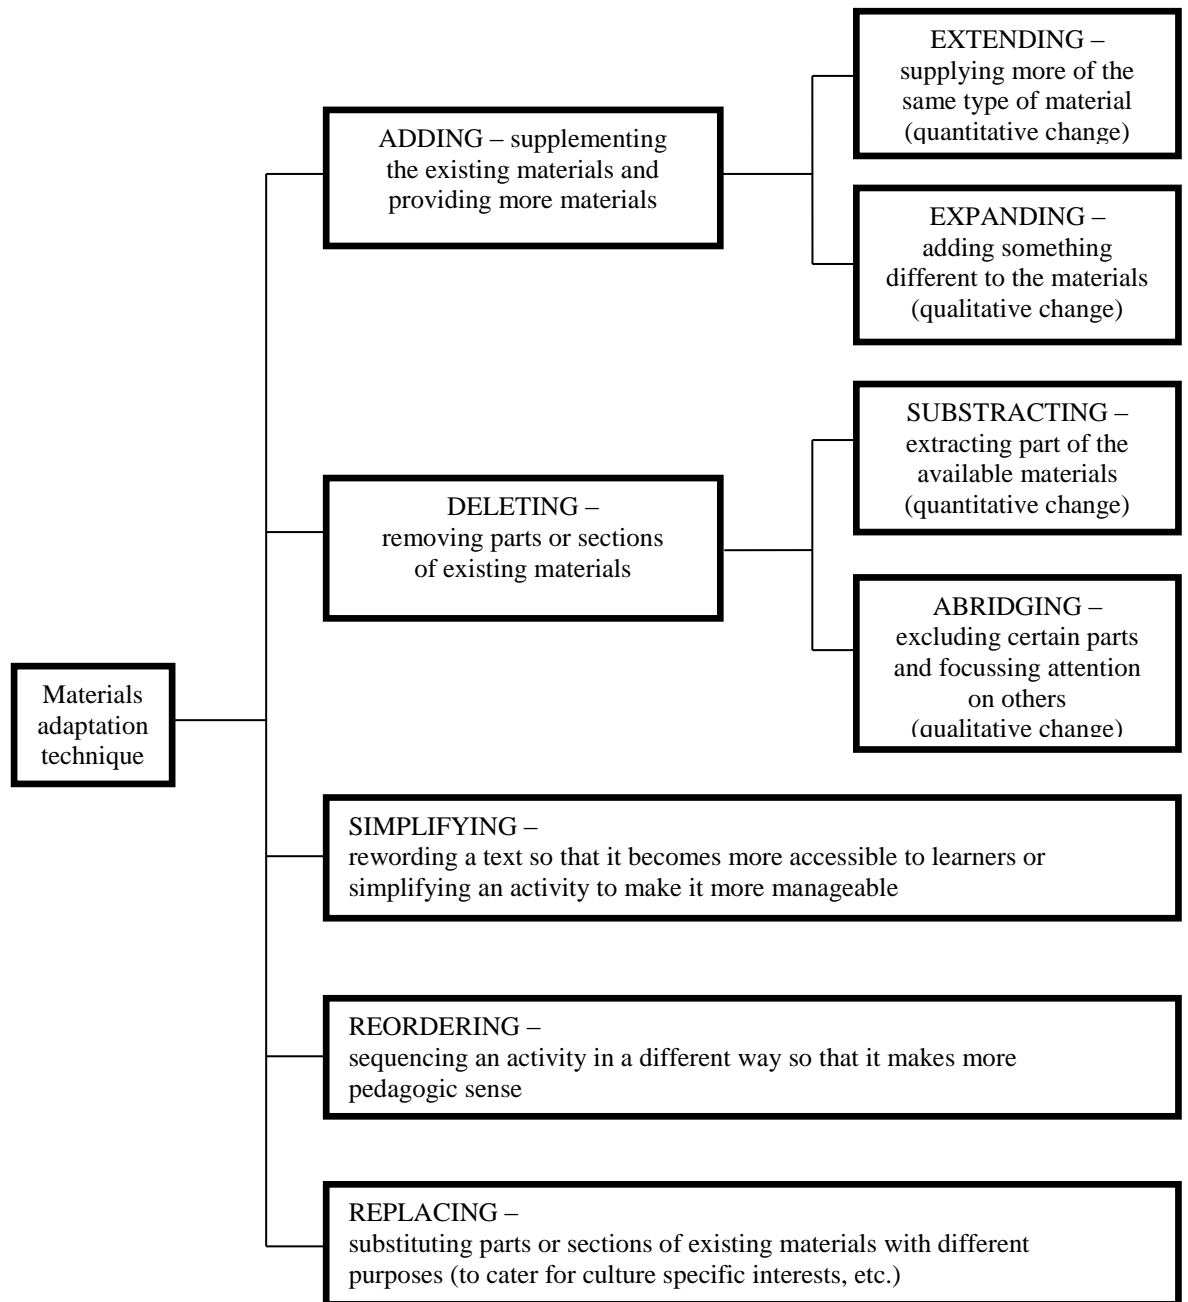 EXTENDING –
supplying more of the
same type of material
(quantitative change)
ADDING – supplementing
the existing materials and
providing more materials
EXPANDING –
adding something
different to the materials
(qualitative change)
SUBSTRACTING –
extracting part of the
available materials
(quantitative change)
DELETING –
removing parts or sections
of existing materials
ABRIDGING –
excluding certain parts
and focussing attention
on others
(qualitative change)
Materials
adaptation
technique
SIMPLIFYING –
rewording a text so that it becomes more accessible to learners or
simplifying an activity to make it more manageable
REORDERING –
sequencing an activity in a different way so that it makes more
pedagogic sense
REPLACING –
substituting parts or sections of existing materials with different
purposes (to cater for culture specific interests, etc.)